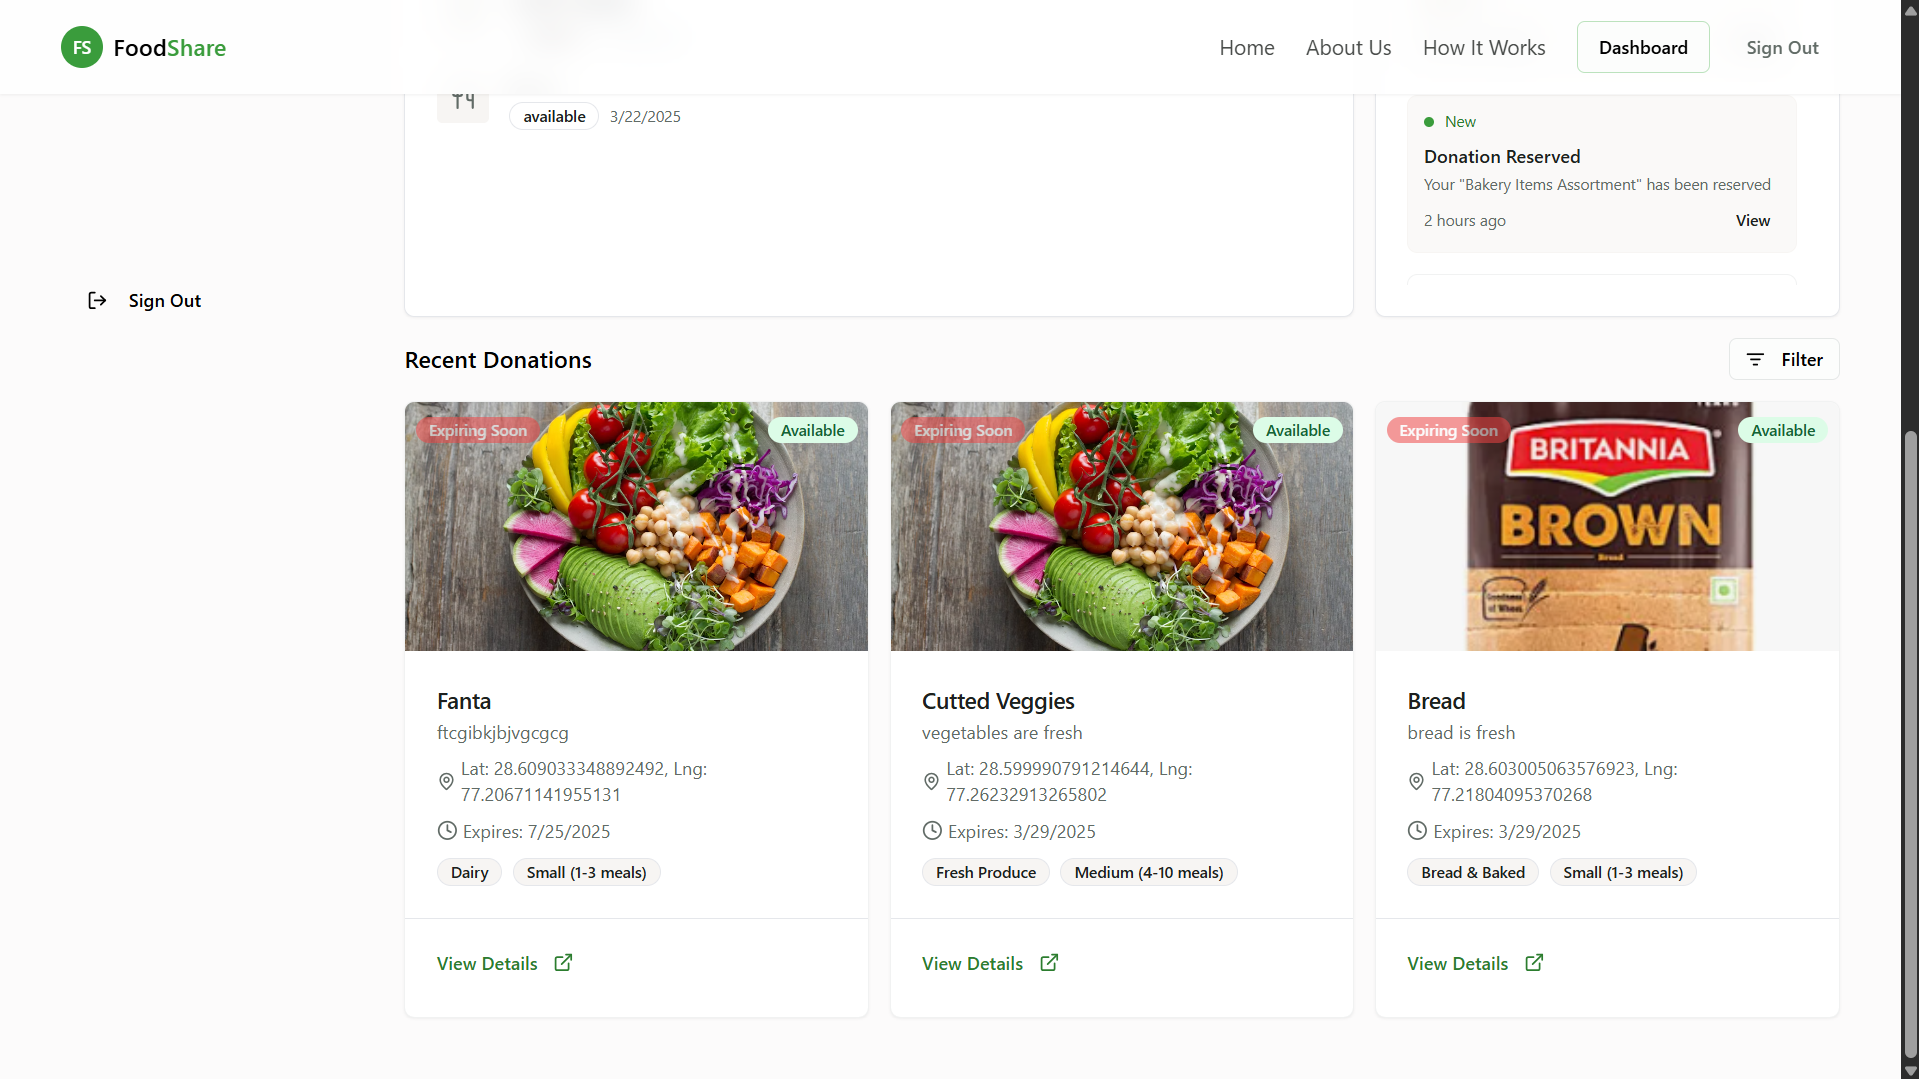 FS FoodShare
Home About Us How It Works Dashboard Sign Out
available 3/22/2025
New
Donation Reserved
Your "Bakery Items Assortment" has been reserved
2 hours ago View
Sign Out
Recent Donations
Filter
Expiring Soon Available
Fanta
ftcgibkjbjvgcgcg
Lat: 28.609033348892492, Lng:
77.20671141955131
Expires: 7/25/2025
Dairy Small (1-3 meals)
View Details
Expiring Soon Available
Cutted Veggies
vegetables are fresh
Lat: 28.599990791214644, Lng:
77.26232913265802
Expires: 3/29/2025
Fresh Produce Medium (4-10 meals)
View Details
Expiring Soon Available
BRITANNIA
BROWN
Bread
Goodness
of Wheat
Bread
bread is fresh
Lat: 28.603005063576923, Lng:
77.21804095370268
Expires: 3/29/2025
Bread & Baked Small (1-3 meals)
View Details